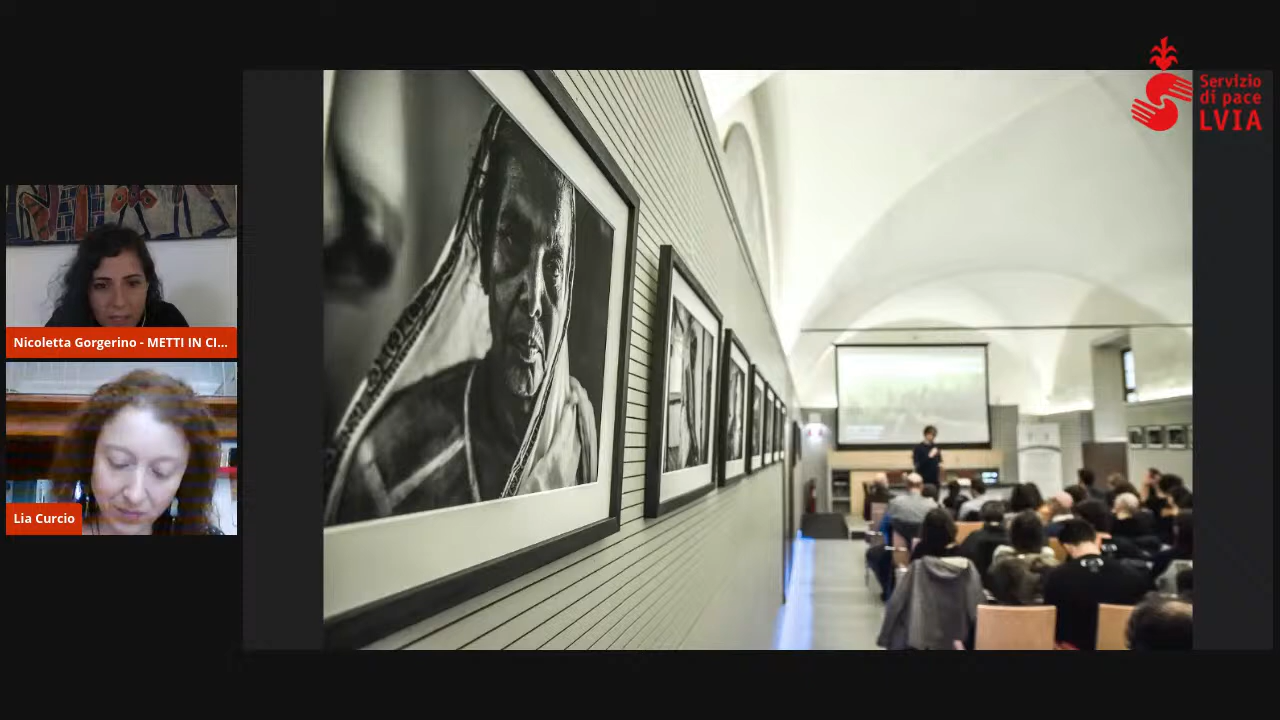 Servizio
di pace
LVIA
Nicoletta Gorgerino - METTI IN CI...
Lia Curcio